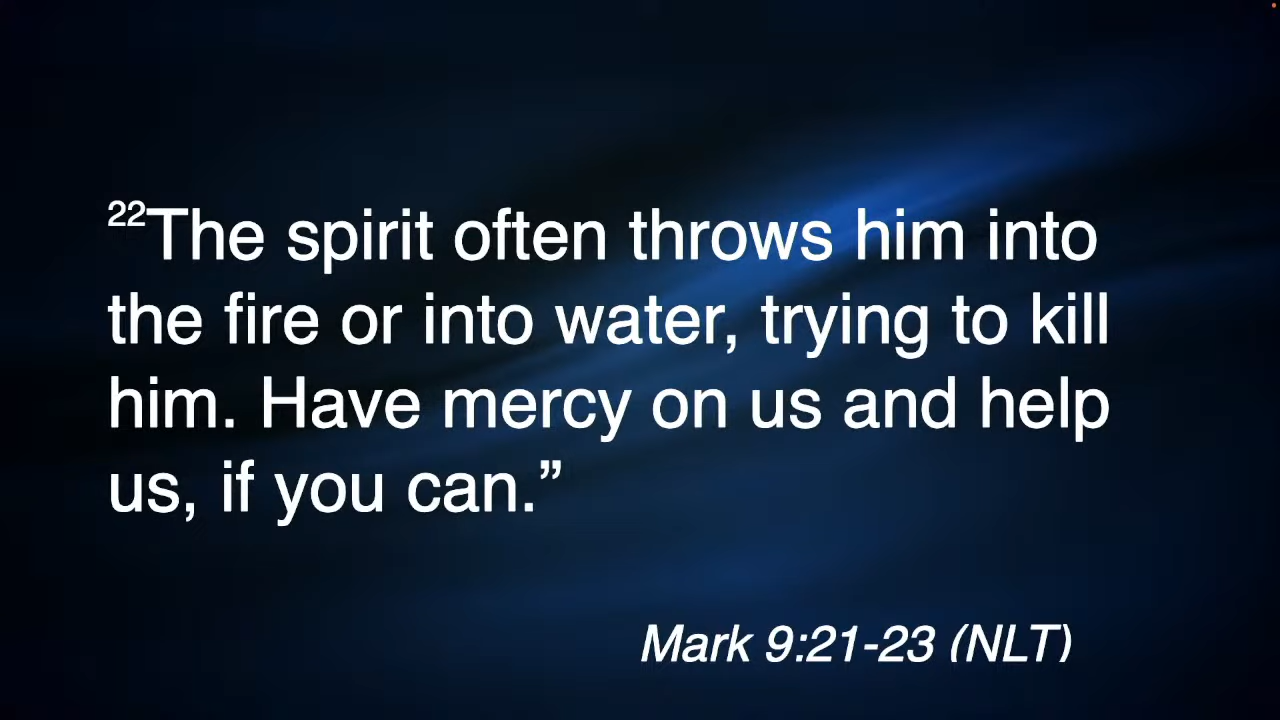 22The spirit often throws him into
the fire or into water, trying to kill
him. Have mercy on us and help
us, if you can.”
Mark 9:21-23 (NLT)